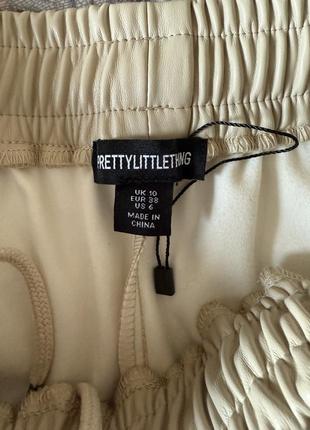 PRETTYLITTLETHING
UK 10
EUR 38
US 6
MADE IN
CHINA